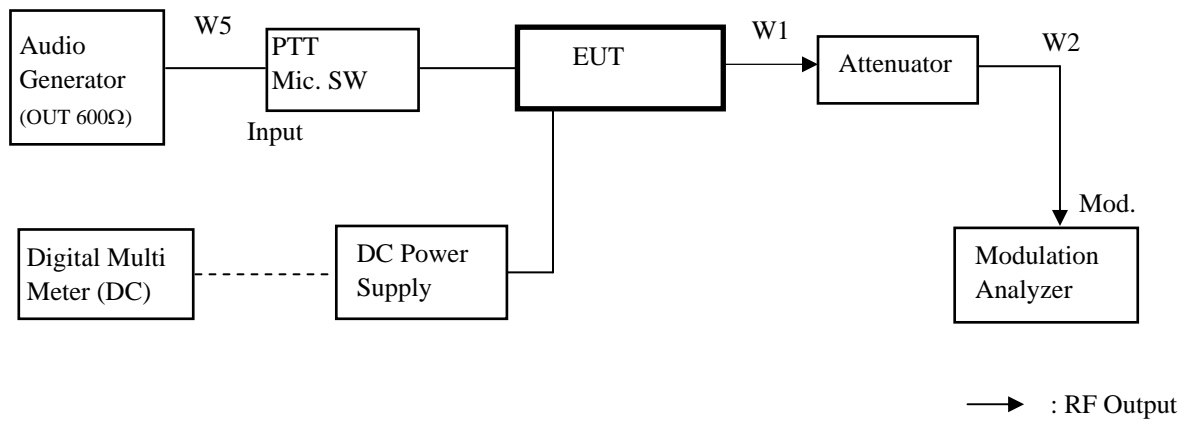 W5
Audio
Generator
(OUT 600Ω)
PTT
Mic. SW
Input
EUT
W1
Attenuator
W2
Digital Multi
Meter (DC)
DC Power
Supply
Mod.
Modulation
Analyzer
: RF Output